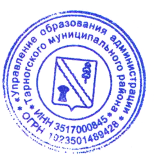 Управление образования администрации
Тарногского муниципального района
ИНН 3517000845
ОГРН 1023501489428